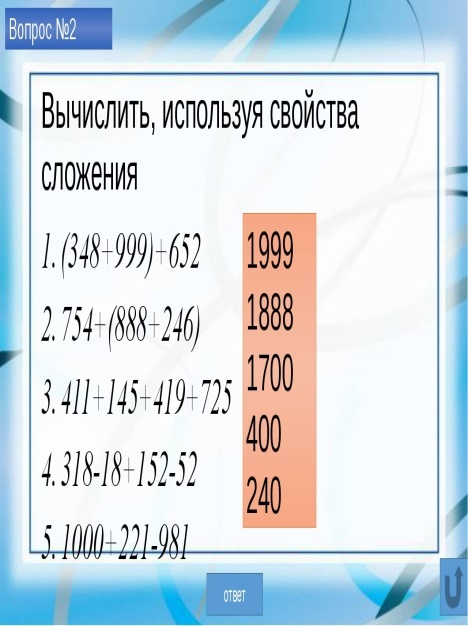 Вопрос №2
Вычислить, используя свойства
сложения
1. (348+999)+652
2. 754+(888+246)
3. 411+145+419+725
4. 318-18+152-52
5. 1000+221-981
1999
1888
1700
400
240
ответ